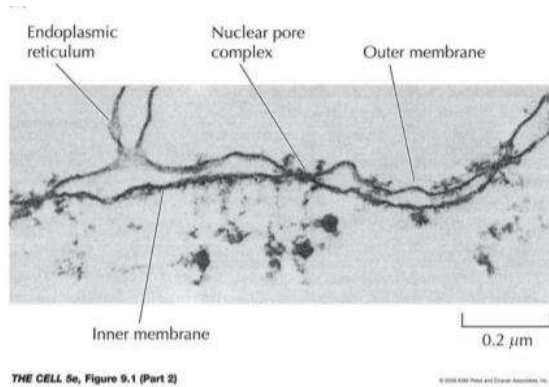 Endoplasmic
reticulum
Nuclear pore
complex
Outer membrane
Inner membrane
0.2 μm
THE CELL 5e, Figure 9.1 (Part 2)